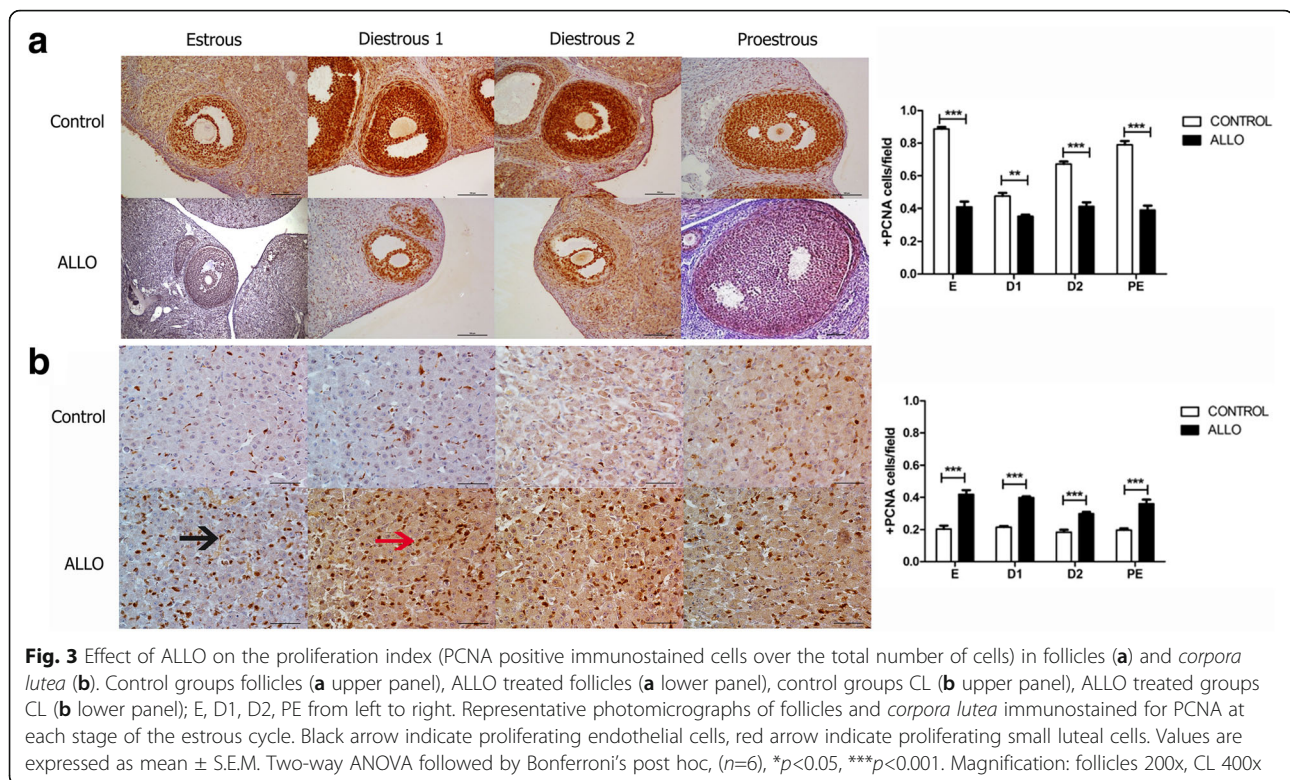 a
Estrous Diestrous 1 Diestrous 2 Proestrous
Control
ALLO
+PCNA cells/field
1.0
0.8
0.6
0.4
0.2
0.0
*** ** *** ***
E D1 D2 PE
CONTROL
ALLO
b
Control
ALLO
+PCNA cells/field
1.0
0.8
0.6
0.4
0.2
0.0
*** *** *** ***
E D1 D2 PE
CONTROL
ALLO
Fig. 3 Effect of ALLO on the proliferation index (PCNA positive immunostained cells over the total number of cells) in follicles (a) and corpora
lutea (b). Control groups follicles (a upper panel), ALLO treated follicles (a lower panel), control groups CL (b upper panel), ALLO treated groups
CL (b lower panel); E, D1, D2, PE from left to right. Representative photomicrographs of follicles and corpora lutea immunostained for PCNA at
each stage of the estrous cycle. Black arrow indicate proliferating endothelial cells, red arrow indicate proliferating small luteal cells. Values are
expressed as mean ± S.E.M. Two-way ANOVA followed by Bonferroni's post hoc, (n=6), *p<0.05, ***p<0.001. Magnification: follicles 200x, CL 400x